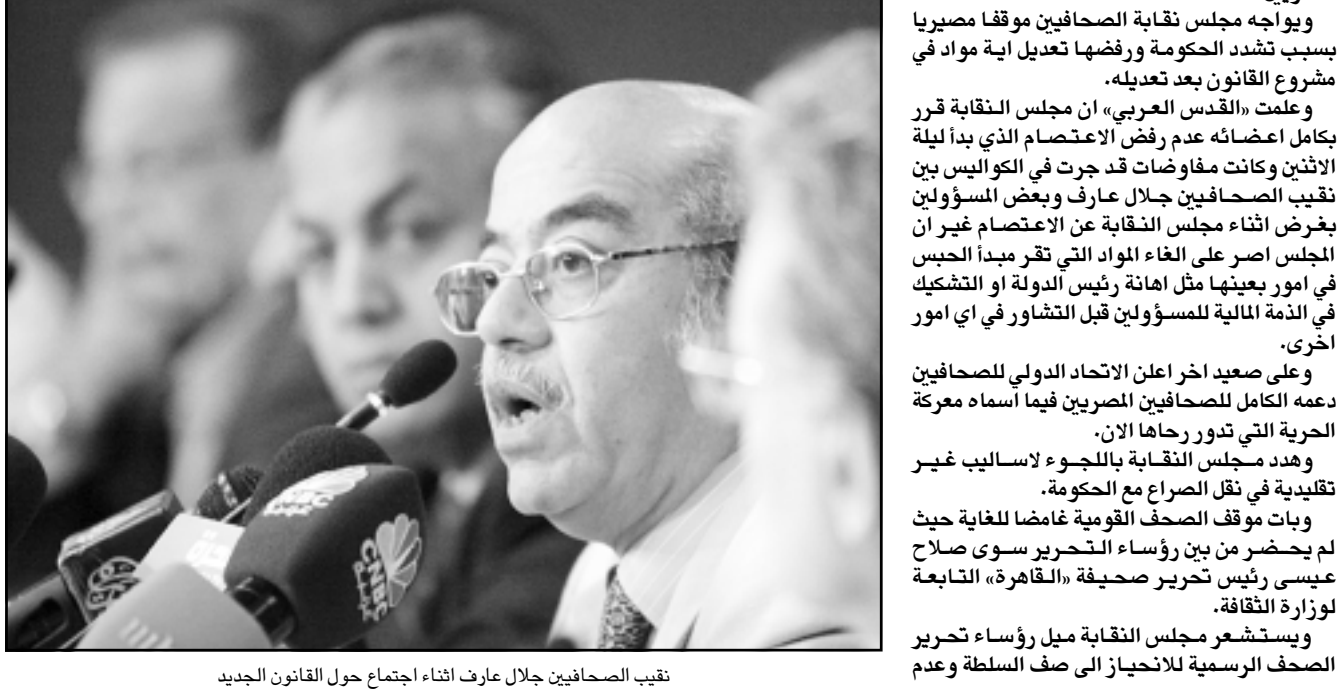 ويواجه مجلس نقابة الصحافيين موقفا مصيريا
بسبب تشدد الحكومة ورفضها تعديل اية مواد في
مشروع القانون بعد تعديله.
وعلمت «القدس العربي» ان مجلس النقابة قرر
بكامل اعضائه عدم رفض الاعتصام الذي بدأ ليلة
الاثنين وكانت مفاوضات قد جرت في الكواليس بين
نقيب الصحافيين جلال عارف وبعض المسؤولين
بغرض اثناء مجلس النقابة عن الاعتصام غير ان
المجلس اصر على الغاء المواد التي تقر مبدأ الحبس
في امور بعينها مثل اهانة رئيس الدولة او التشكيك
في الذمة المالية للمسؤولين قبل التشاور في اي امور
اخرى.
وعلى صعيد اخر اعلن الاتحاد الدولي للصحافيين
دعمه الكامل للصحافيين المصريين فيما اسماه معركة
الحرية التي تدور رحاها الان.
وهدد مجلس النقابة باللجوء لاساليب غير
تقليدية في نقل الصراع مع الحكومة.
وبات موقف الصحف القومية غامضا للغاية حيث
لم يحضر من بين رؤساء التحرير سوى صلاح
عيسى رئيس تحرير صحيفة «القاهرة» التابعة
لوزارة الثقافة.
ويستشعر مجلس النقابة ميل رؤساء تحرير
الصحف الرسمية للانحياز الى صف السلطة وعدم
CNBC
عربية
CNBC
عربية
نقيب الصحافيين جلال عارف اثناء اجتماع حول القانون الجديد